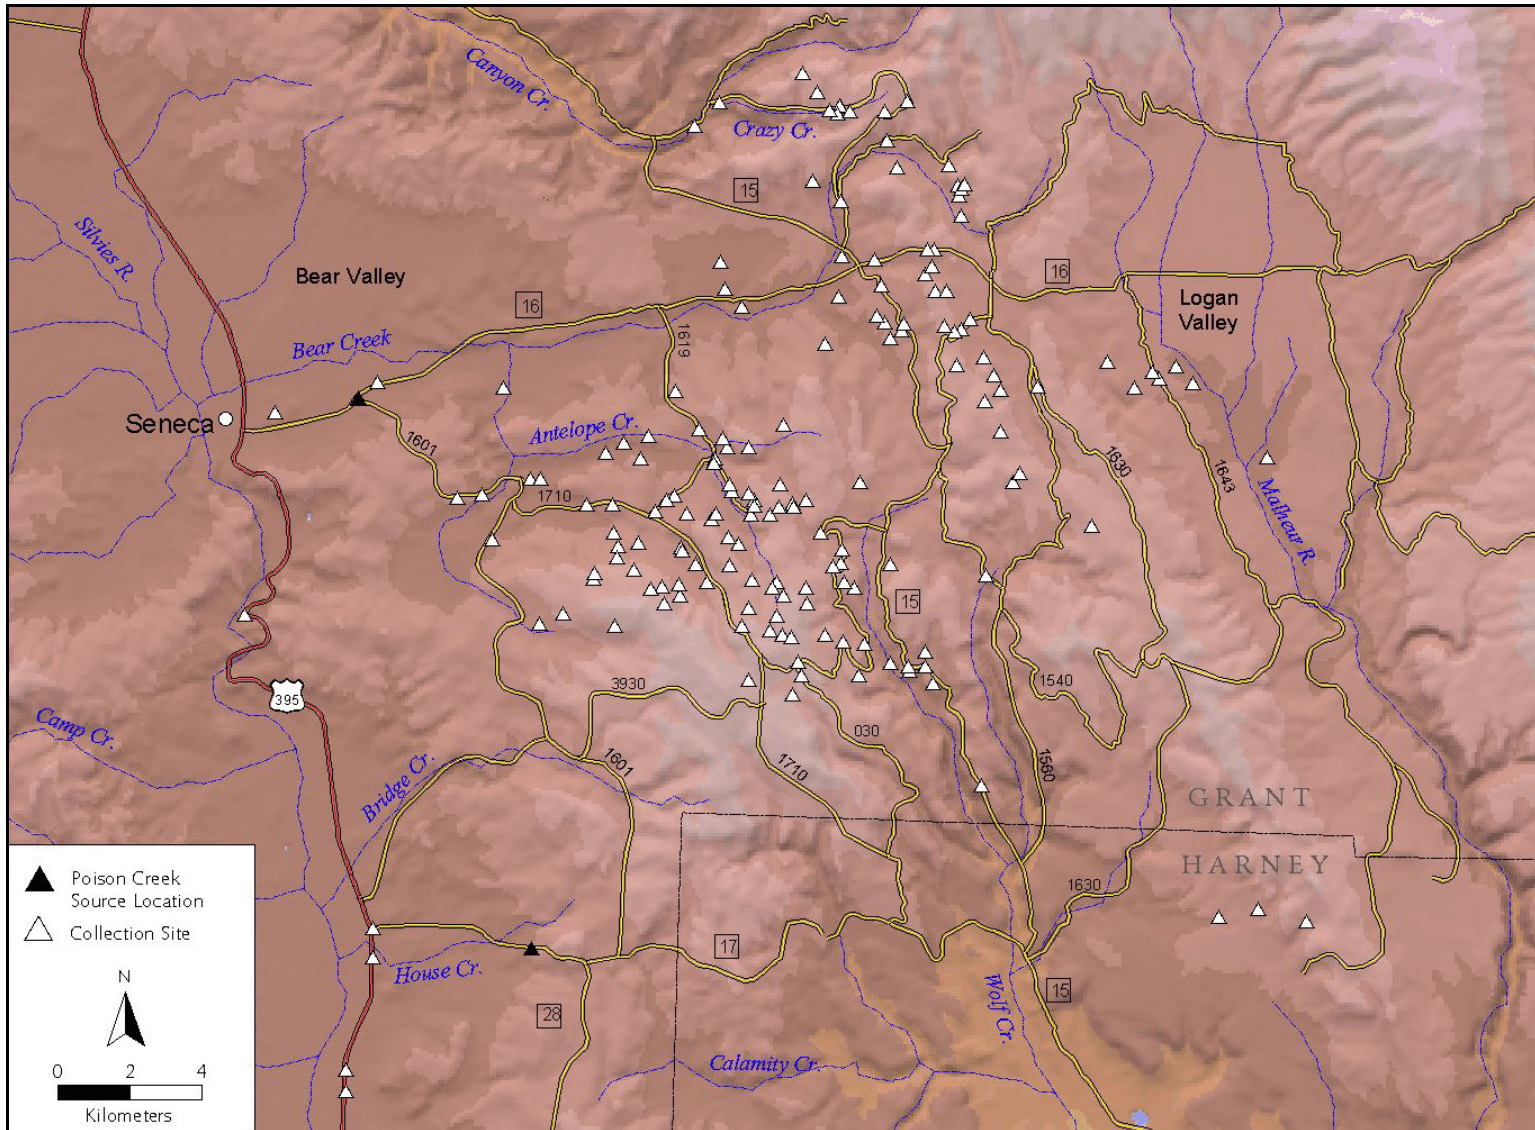 Canyon Cr.
Crazy Cr.
15
Silvies R.
Bear Valley
16
16
Logan
Valley
Bear Creek
1619
Seneca
Antelope Cr.
1601
1710
1630
1643
Malheur R.
15
395
3930
1540
Camp Cr.
030
Bridge Cr.
1601
1710
1560
GRANT
HARNEY
1630
Poison Creek
Source Location
Collection Site
17
House Cr.
N
28
15
Wolf Cr.
Calamity Cr.
0 2 4
Kilometers